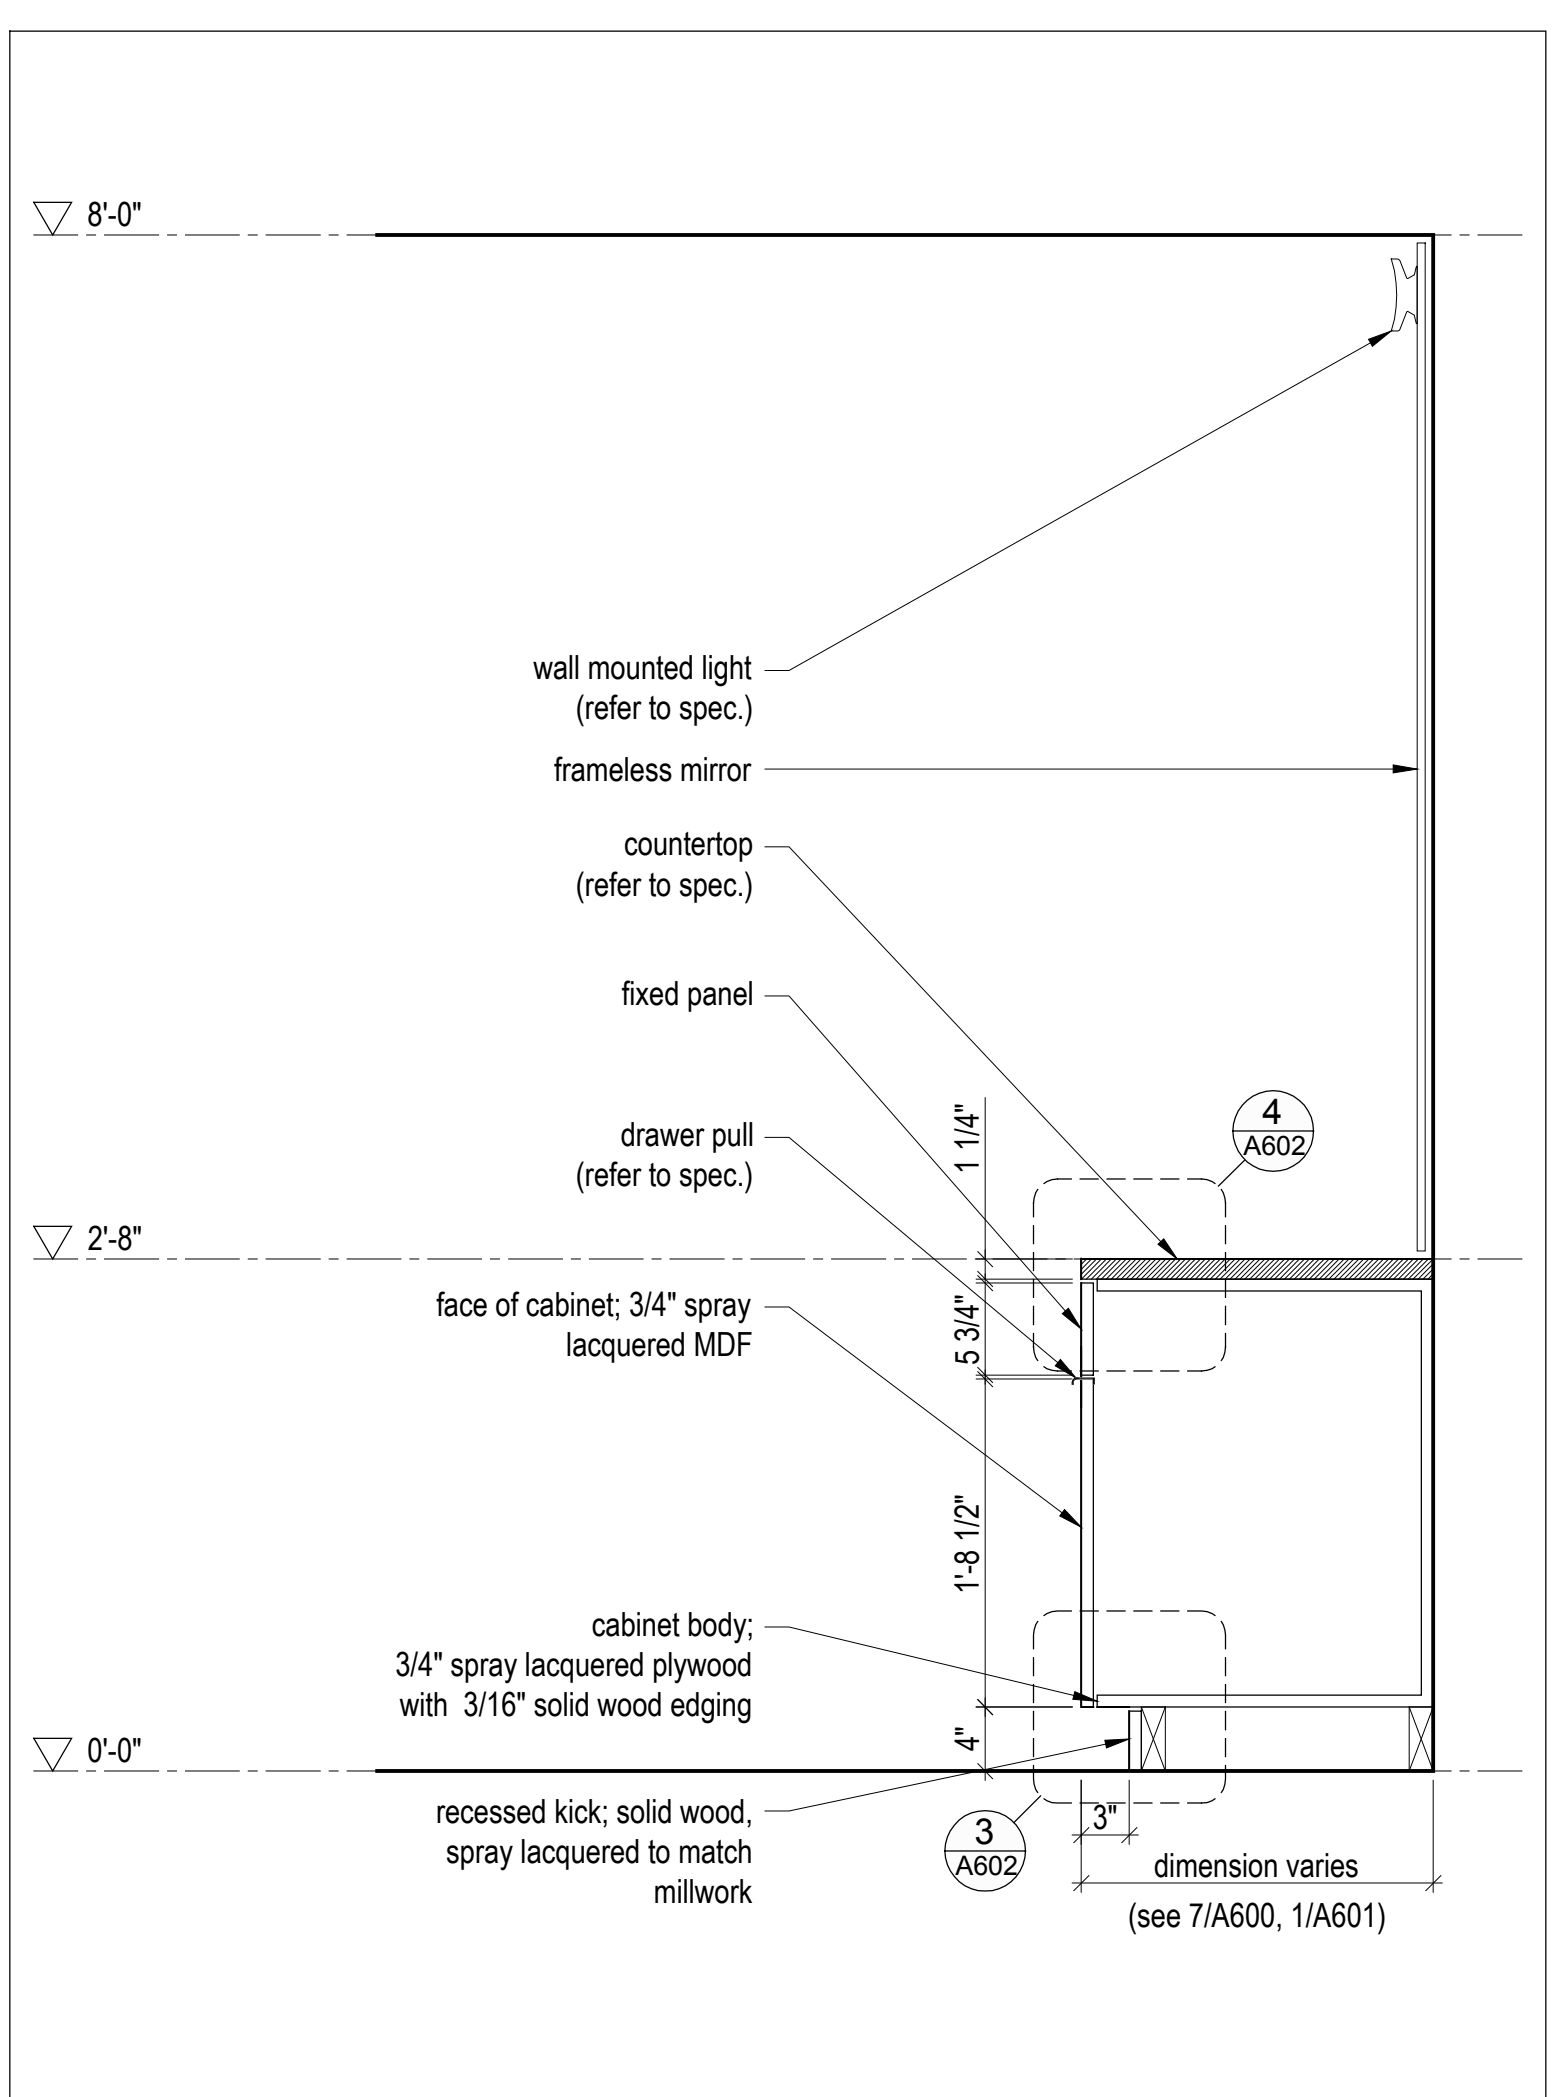 8'-0"
wall mounted light
(refer to spec.)
frameless mirror
countertop
(refer to spec.)
fixed panel
1 1/4"
4
A602
drawer pull
(refer to spec.)
2'-8"
face of cabinet; 3/4" spray
lacquered MDF
5 3/4"
1'-8 1/2"
cabinet body;
3/4" spray lacquered plywood
with 3/16" solid wood edging
4"
0'-0"
recessed kick; solid wood,
spray lacquered to match
millwork
3
A602
3"
dimension varies
(see 7/A600, 1/A601)